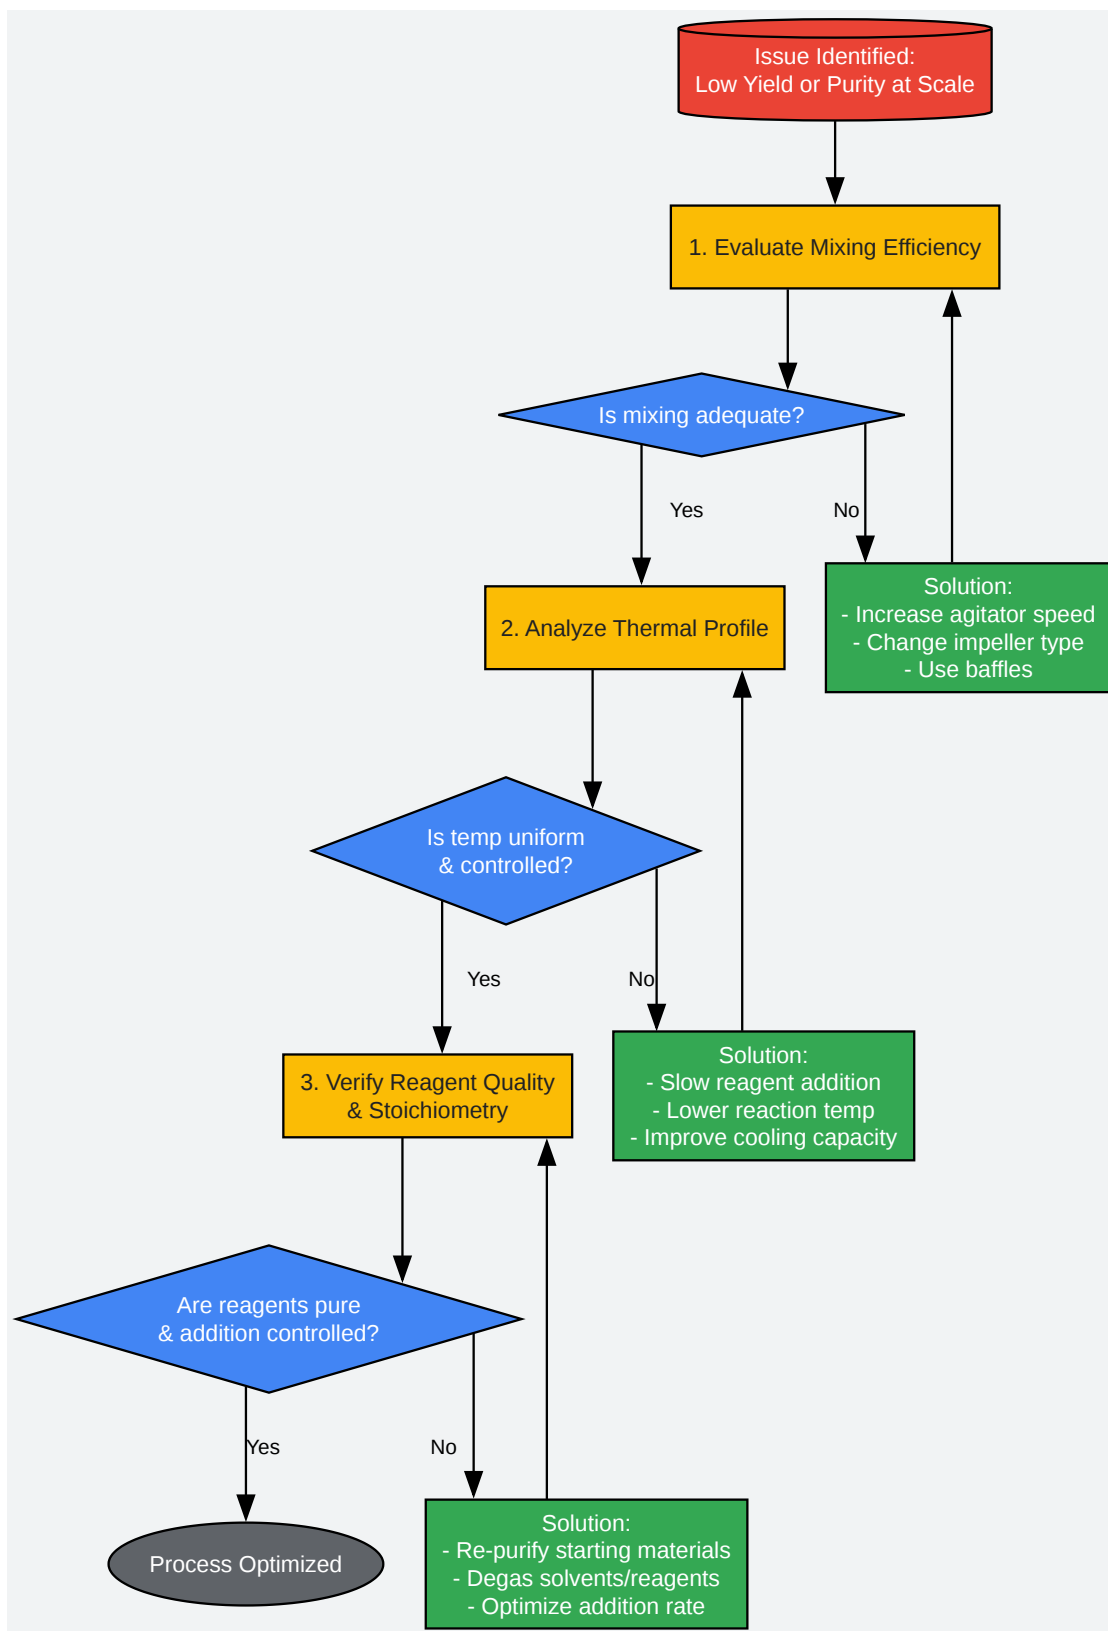 Issue Identified:
Low Yield or Purity at Scale
1. Evaluate Mixing Efficiency
Is mixing adequate?
Yes
No
Solution:
- Increase agitator speed
- Change impeller type
- Use baffles
2. Analyze Thermal Profile
Is temp uniform
& controlled?
Yes
No
Solution:
- Slow reagent addition
- Lower reaction temp
- Improve cooling capacity
3. Verify Reagent Quality
& Stoichiometry
Are reagents pure
& addition controlled?
Yes
No
Solution:
- Re-purify starting materials
- Degas solvents/reagents
- Optimize addition rate
Process Optimized